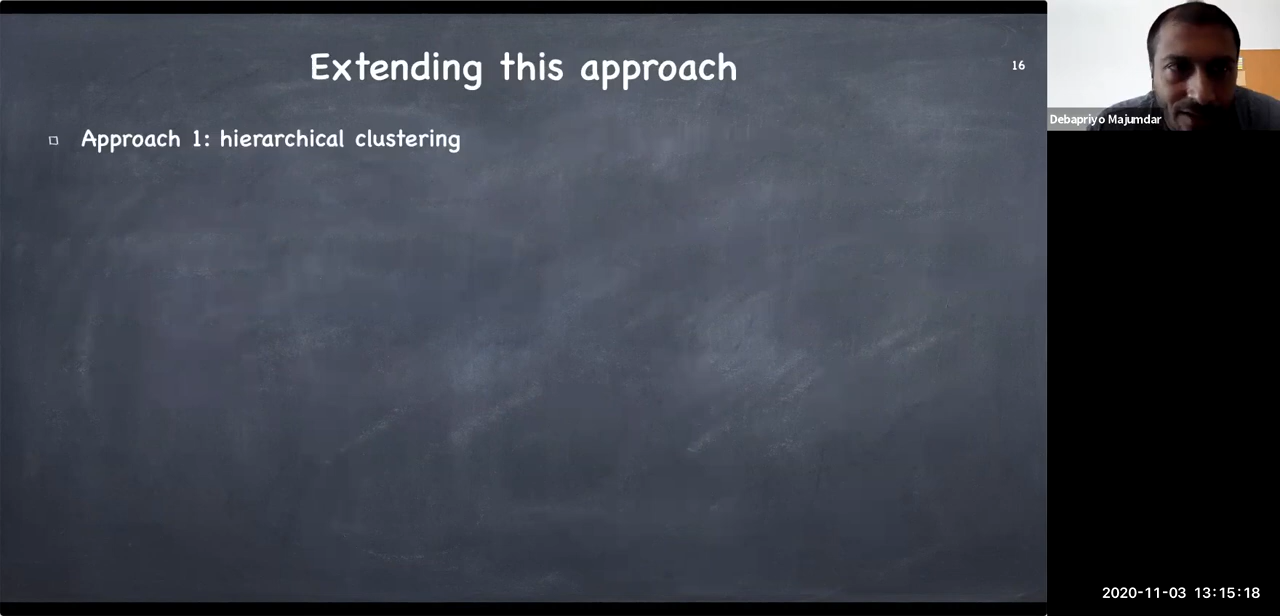 Extending this approach
16
Approach 1: hierarchical clustering
Debapriyo Majumdar
2020-11-03 13:15:18